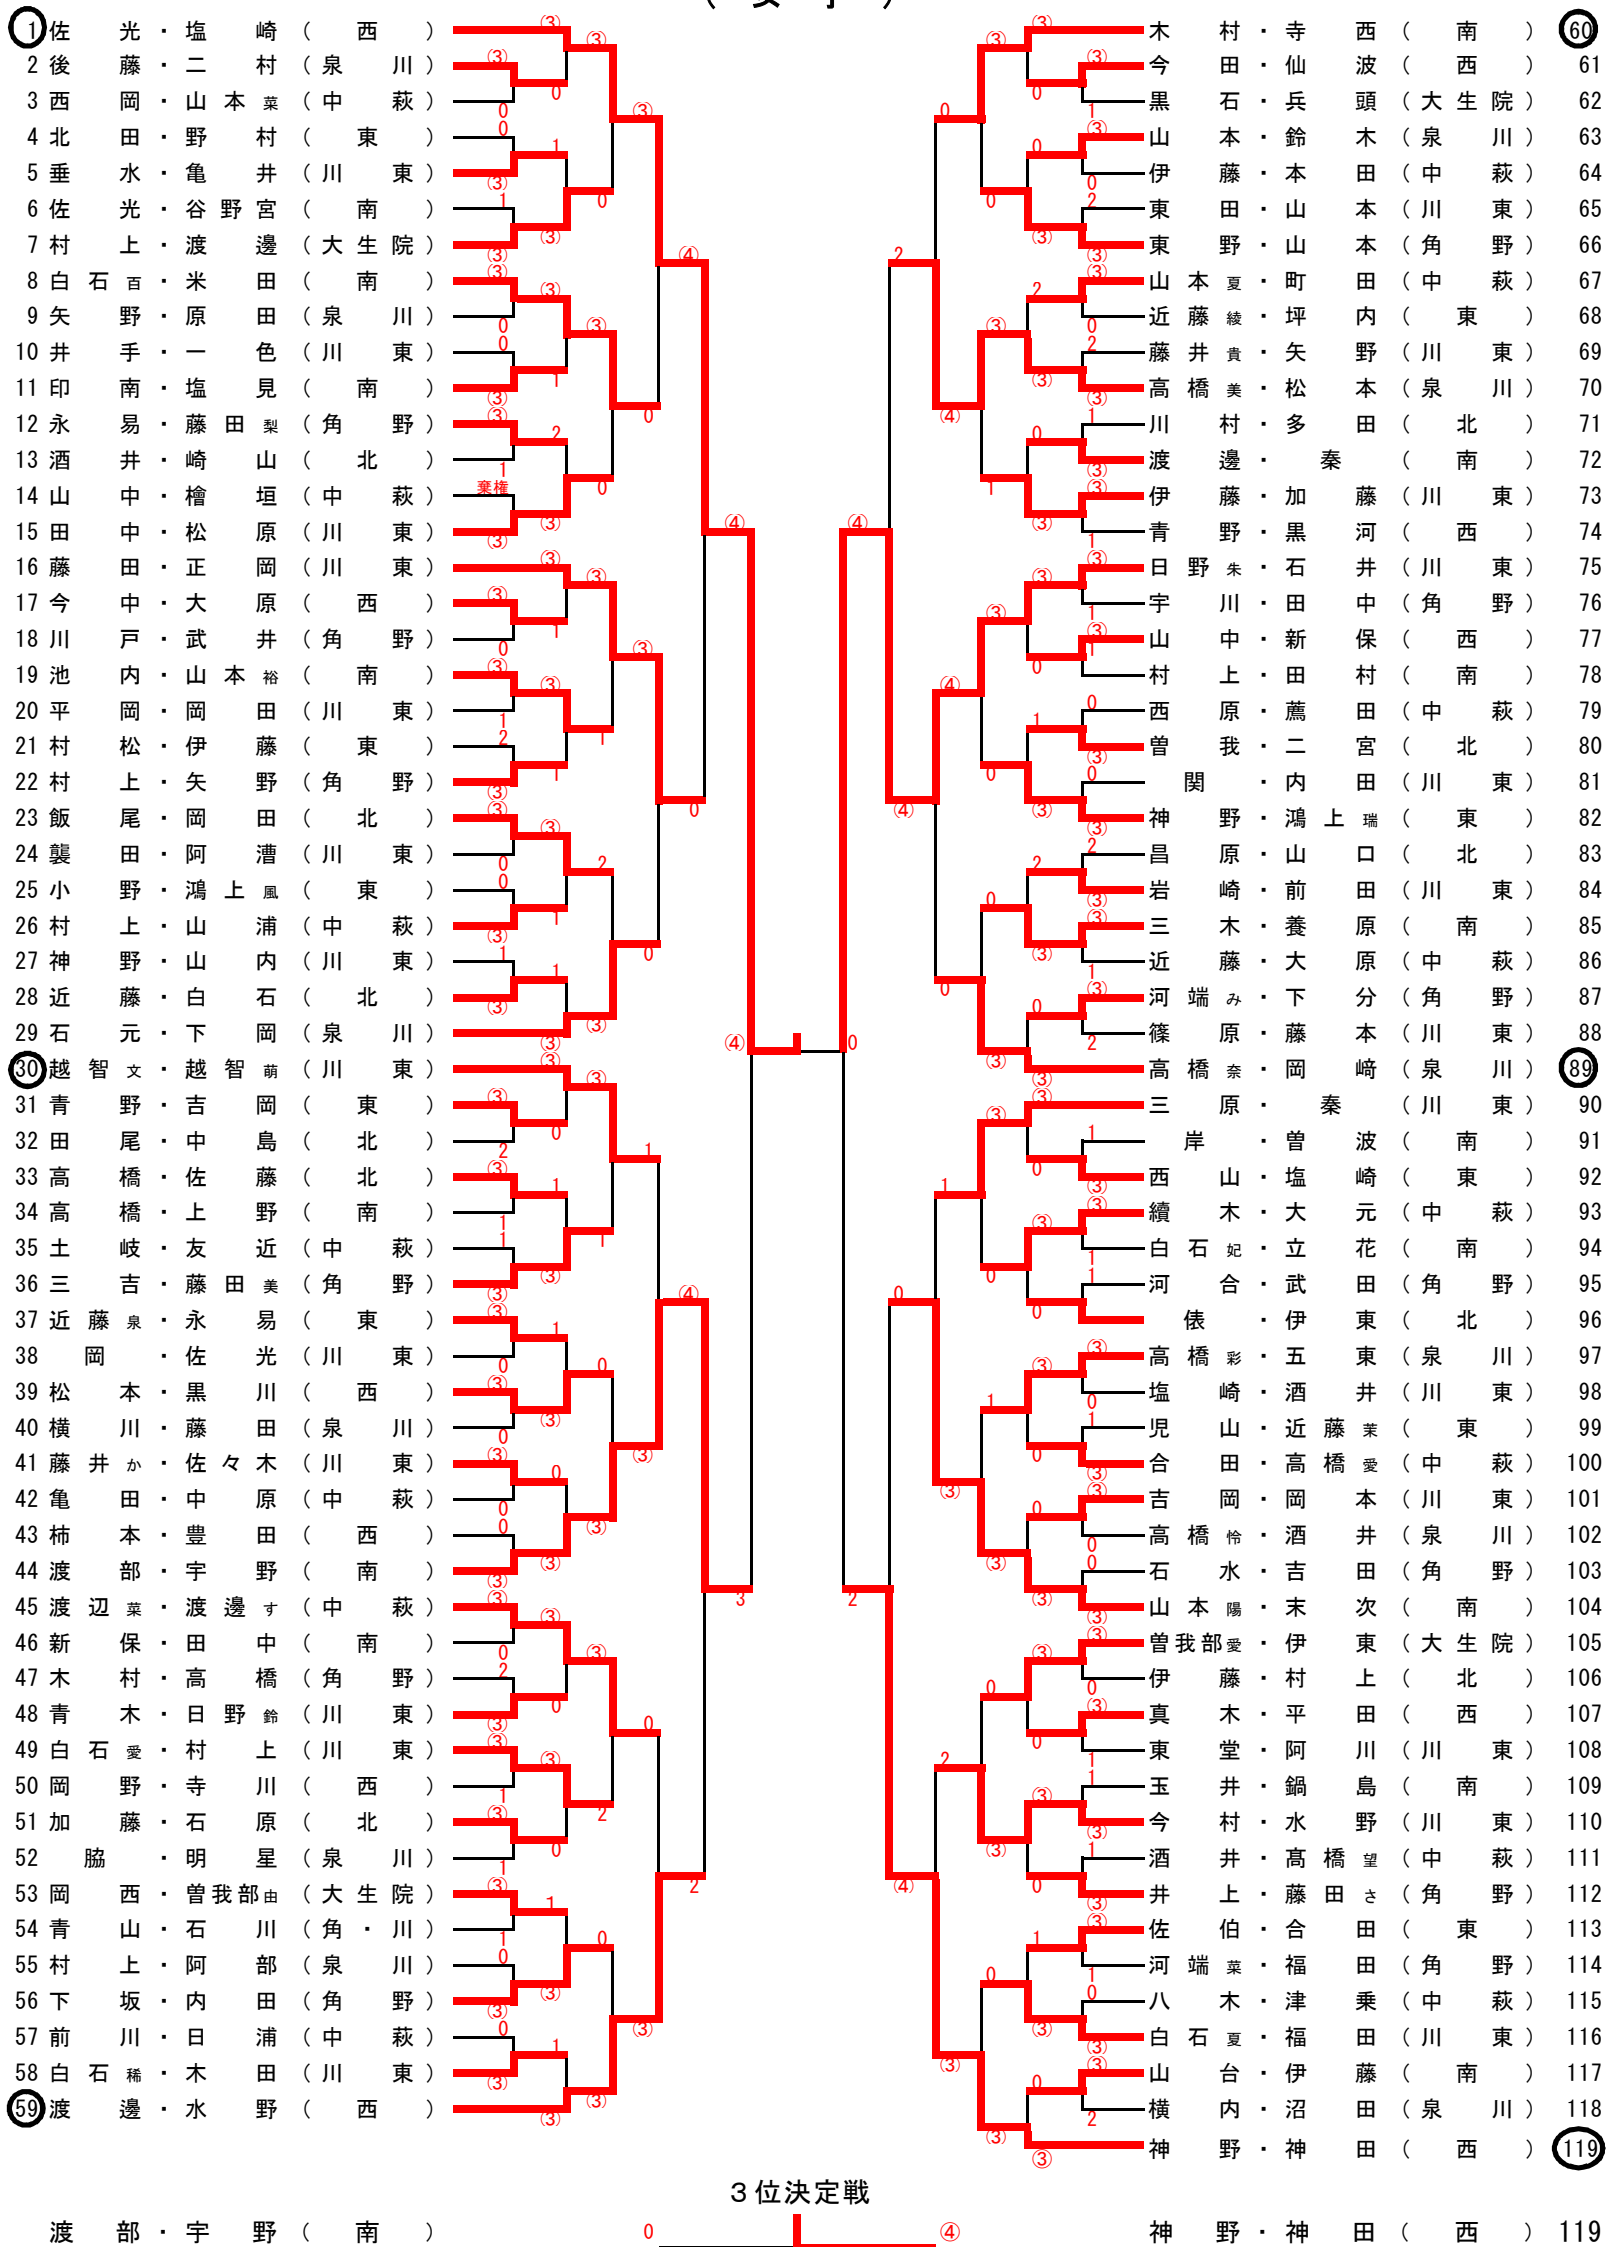 （ 女 子 ）
1 佐光・塩崎（西）
2 後藤・二村（泉川）
3 西岡・山本菜（中萩）
4 北田・野村（東）
5 垂水・亀井（川東）
6 佐光・谷野宮（南）
7 村上・渡邊（大生院）
8 白石百・米田（南）
9 矢野・原田（泉川）
10 井手・一色（川東）
11 印南・塩見（南）
12 永易・藤田梨（角野）
13 酒井・崎山（北）
14 山中・檜垣（中萩） 棄権
15 田中・松原（川東）
16 藤田・正岡（川東）
17 今中・大原（西）
18 川戸・武井（角野）
19 池内・山本裕（南）
20 平岡・岡田（川東）
21 村松・伊藤（東）
22 村上・矢野（角野）
23 飯尾・岡田（北）
24 襲田・阿漕（川東）
25 小野・鴻上風（東）
26 村上・山浦（中萩）
27 神野・山内（川東）
28 近藤・白石（北）
29 石元・下岡（泉川）
30 越智文・越智萌（川東）
31 青野・吉岡（東）
32 田尾・中島（北）
33 高橋・佐藤（北）
34 高橋・上野（南）
35 土岐・友近（中萩）
36 三吉・藤田美（角野）
37 近藤泉・永易（東）
38 岡・佐光（川東）
39 松本・黒川（西）
40 横川・藤田（泉川）
41 藤井か・佐々木（川東）
42 亀田・中原（中萩）
43 柿本・豊田（西）
44 渡部・宇野（南）
45 渡辺菜・渡邊す（中萩）
46 新保・田中（南）
47 木村・高橋（角野）
48 青木・日野鈴（川東）
49 白石愛・村上（川東）
50 岡野・寺川（西）
51 加藤・石原（北）
52 脇・明星（泉川）
53 岡西・曽我部由（大生院）
54 青山・石川（角・川）
55 村上・阿部（泉川）
56 下坂・内田（角野）
57 前川・日浦（中萩）
58 白石稀・木田（川東）
59 渡邊・水野（西）
木村・寺西（南） 60
今田・仙波（西） 61
黒石・兵頭（大生院） 62
山本・鈴木（泉川） 63
伊藤・本田（中萩） 64
東田・山本（川東） 65
東野・山本（角野） 66
山本夏・町田（中萩） 67
近藤綾・坪内（東） 68
藤井貴・矢野（川東） 69
高橋美・松本（泉川） 70
川村・多田（北） 71
渡邊・秦（南） 72
伊藤・加藤（川東） 73
青野・黒河（西） 74
日野朱・石井（川東） 75
宇川・田中（角野） 76
山中・新保（西） 77
村上・田村（南） 78
西原・薦田（中萩） 79
曽我・二宮（北） 80
関・内田（川東） 81
神野・鴻上瑞（東） 82
昌原・山口（北） 83
岩崎・前田（川東） 84
三木・養原（南） 85
近藤・大原（中萩） 86
河端み・下分（角野） 87
篠原・藤本（川東） 88
高橋奈・岡﨑（泉川） 89
三原・秦（川東） 90
岸・曽波（南） 91
西山・塩崎（東） 92
續木・大元（中萩） 93
白石妃・立花（南） 94
河合・武田（角野） 95
俵・伊東（北） 96
高橋彩・五東（泉川） 97
塩崎・酒井（川東） 98
児山・近藤茉（東） 99
合田・高橋愛（中萩） 100
吉岡・岡本（川東） 101
高橋怜・酒井（泉川） 102
石水・吉田（角野） 103
山本陽・末次（南） 104
曽我部愛・伊東（大生院） 105
伊藤・村上（北） 106
真木・平田（西） 107
東堂・阿川（川東） 108
玉井・鍋島（南） 109
今村・水野（川東） 110
酒井・髙橋望（中萩） 111
井上・藤田さ（角野） 112
佐伯・合田（東） 113
河端菜・福田（角野） 114
八木・津乗（中萩） 115
白石夏・福田（川東） 116
山台・伊藤（南） 117
横内・沼田（泉川） 118
神野・神田（西） 119
３位決定戦
渡部・宇野（南） 0 ④ 神野・神田（西） 119